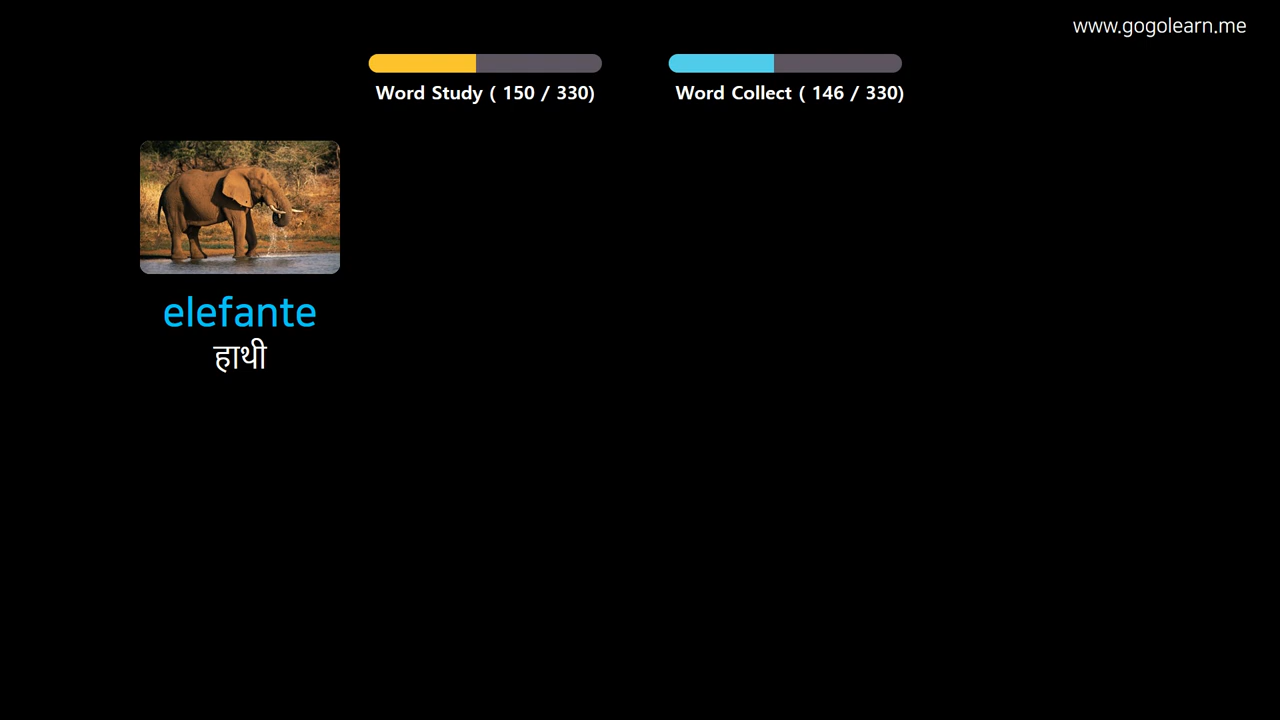 www.gogolearn.me
Word Study ( 150 / 330)
Word Collect ( 146 / 330)
elefante
हाथी